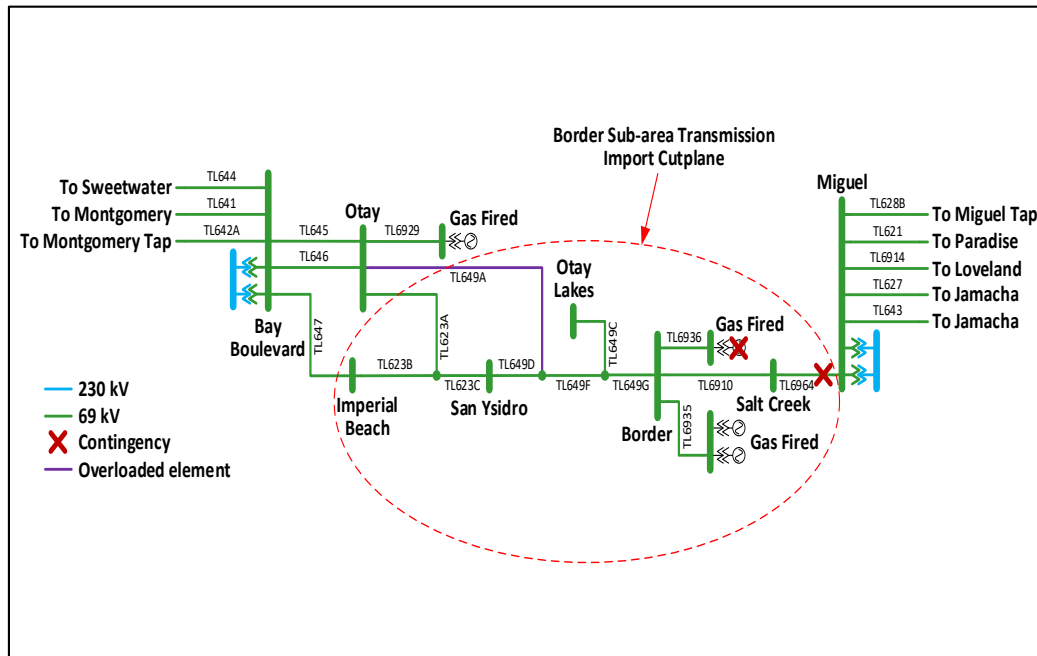 Border Sub-area Transmission
Import Cutplane
Miguel
To Sweetwater
TL644
To Montgomery
TL641
To Montgomery Tap
TL642A
Otay
TL645
TL6929
Gas Fired
TL646
TL649A
Bay
Boulevard
TL647
TL623A
Otay
Lakes
TL649C
TL628B
To Miguel Tap
TL621
To Paradise
TL6914
To Loveland
TL627
To Jamacha
TL643
To Jamacha
TL6936
Gas Fired
TL623B
TL623C
TL649D
TL649F
TL649G
TL6910
TL6964
Imperial
Beach
San Ysidro
Border
TL6935
Salt Creek
Gas Fired
230 kV
69 kV
Contingency
Overloaded element